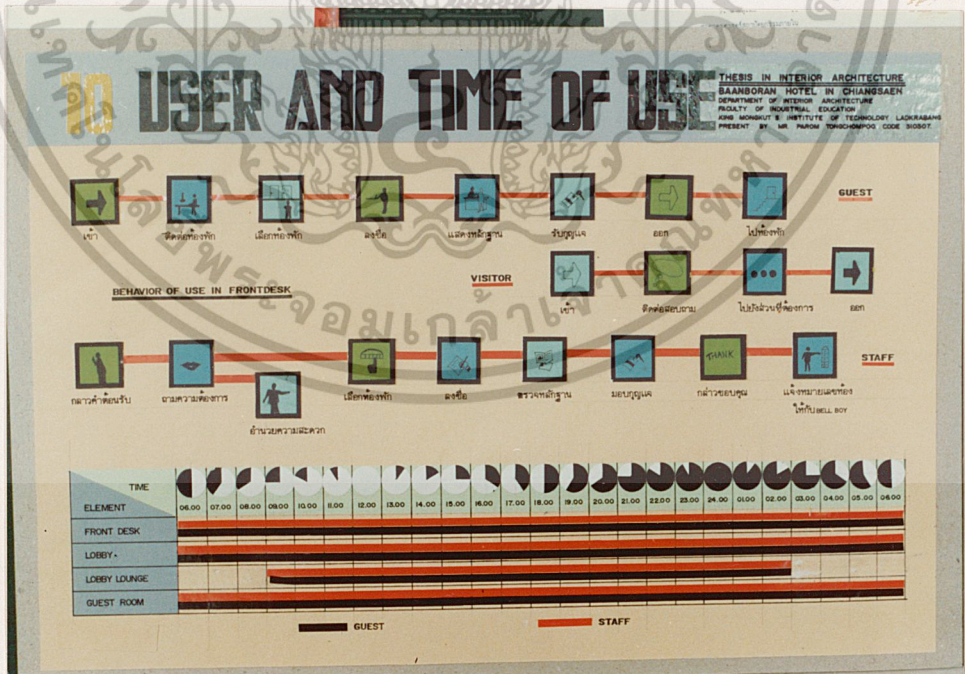 10 USER AND TIME OF USE
THESIS IN INTERIOR ARCHITECTURE
BAANBORAN HOTEL IN CHIANGSAEN
DEPARTMENT OF INTERIOR ARCHITECTURE
FACULTY OF INDUSTRIAL EDUCATION
KING MONGKUT'S INSTITUTE OF TECHNOLOGY LADKRABANG
PRESENT BY MR. PAROM TONGCHOMPOG CODE
GUEST
เข้า ติดต่อห้องพัก เลือกห้องพัก ลงชื่อ แสดงหลักฐาน รับกุญแจ ออก ไปห้องพัก
VISITOR
BEHAVIOR OF USE IN FRONTDESK
เข้า ติดต่อสอบถาม ไปยังส่วนที่ต้องการ ออก
THANK
STAFF
กล่าวคำต้อนรับ ถามความต้องการ เลือกห้องพัก ลงชื่อ ตรวจหลักฐาน มอบกุญแจ กล่าวขอบคุณ แจ้งหมายเลขห้อง
ให้กับ BELL BOY
อำนวยความสะดวก
TIME
ELEMENT 06.00 07.00 08.00 09.00 10.00 11.00 12.00 13.00 14.00 15.00 16.00 17.00 18.00 19.00 20.00 21.00 22.00 23.00 24.00 01.00 02.00 03.00 04.00 05.00 06.00
FRONT DESK
LOBBY
LOBBY LOUNGE
GUEST ROOM
GUEST STAFF